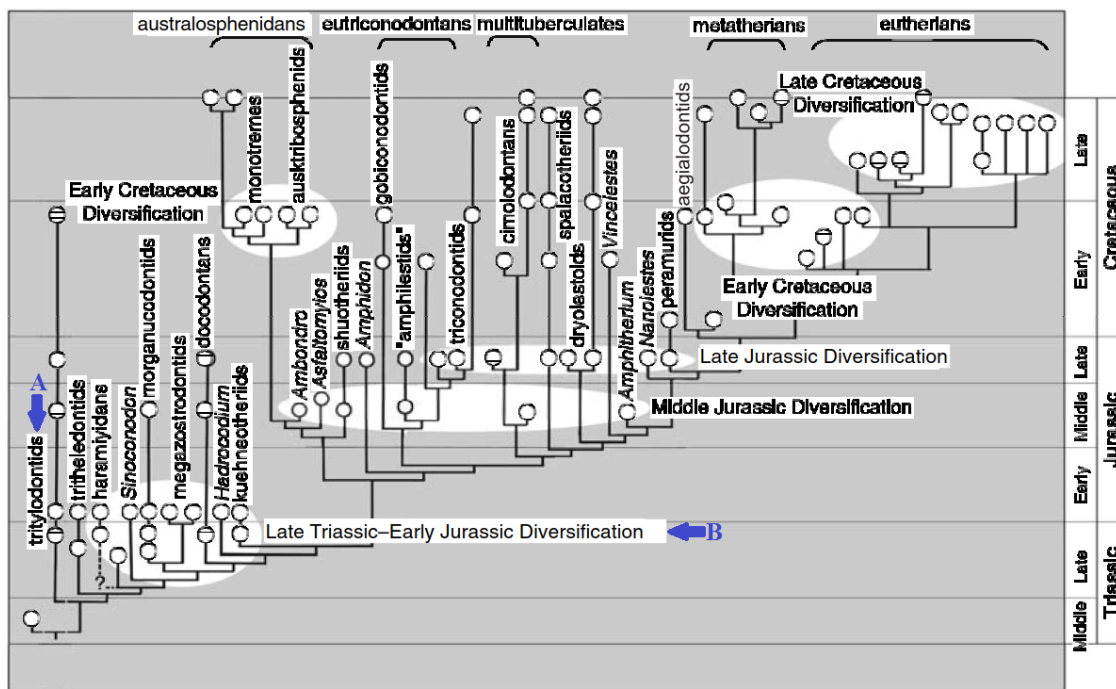 australosphenidans
eutriconodontans
multituberculates
metatherians
eutherians
monotremes
ausktribosphenids
gobiconodontids
cimolodontans
spalacotheriids
Vincelestes
aegialodontids
Late Cretaceous
Diversification
Early Cretaceous
Diversification
Late
Cretaceous
Early
morganucodontids
docodontans
Ambondro
Asfaltomylos
shuotheriids
Amphidon
"amphilestids"
triconodontids
dryolestoids
Amphitherium
Nanolestes
peramurids
Early Cretaceous
Diversification
Late Jurassic Diversification
Late
A
tritylodontids
tritheledontids
haramiyidans
Sinoconodon
megazostrodontids
Hadrocodium
kuehneotheriids
Middle Jurassic Diversification
Middle
Jurassic
Early
Late Triassic–Early Jurassic Diversification
B
?
Late
Triassic
Middle